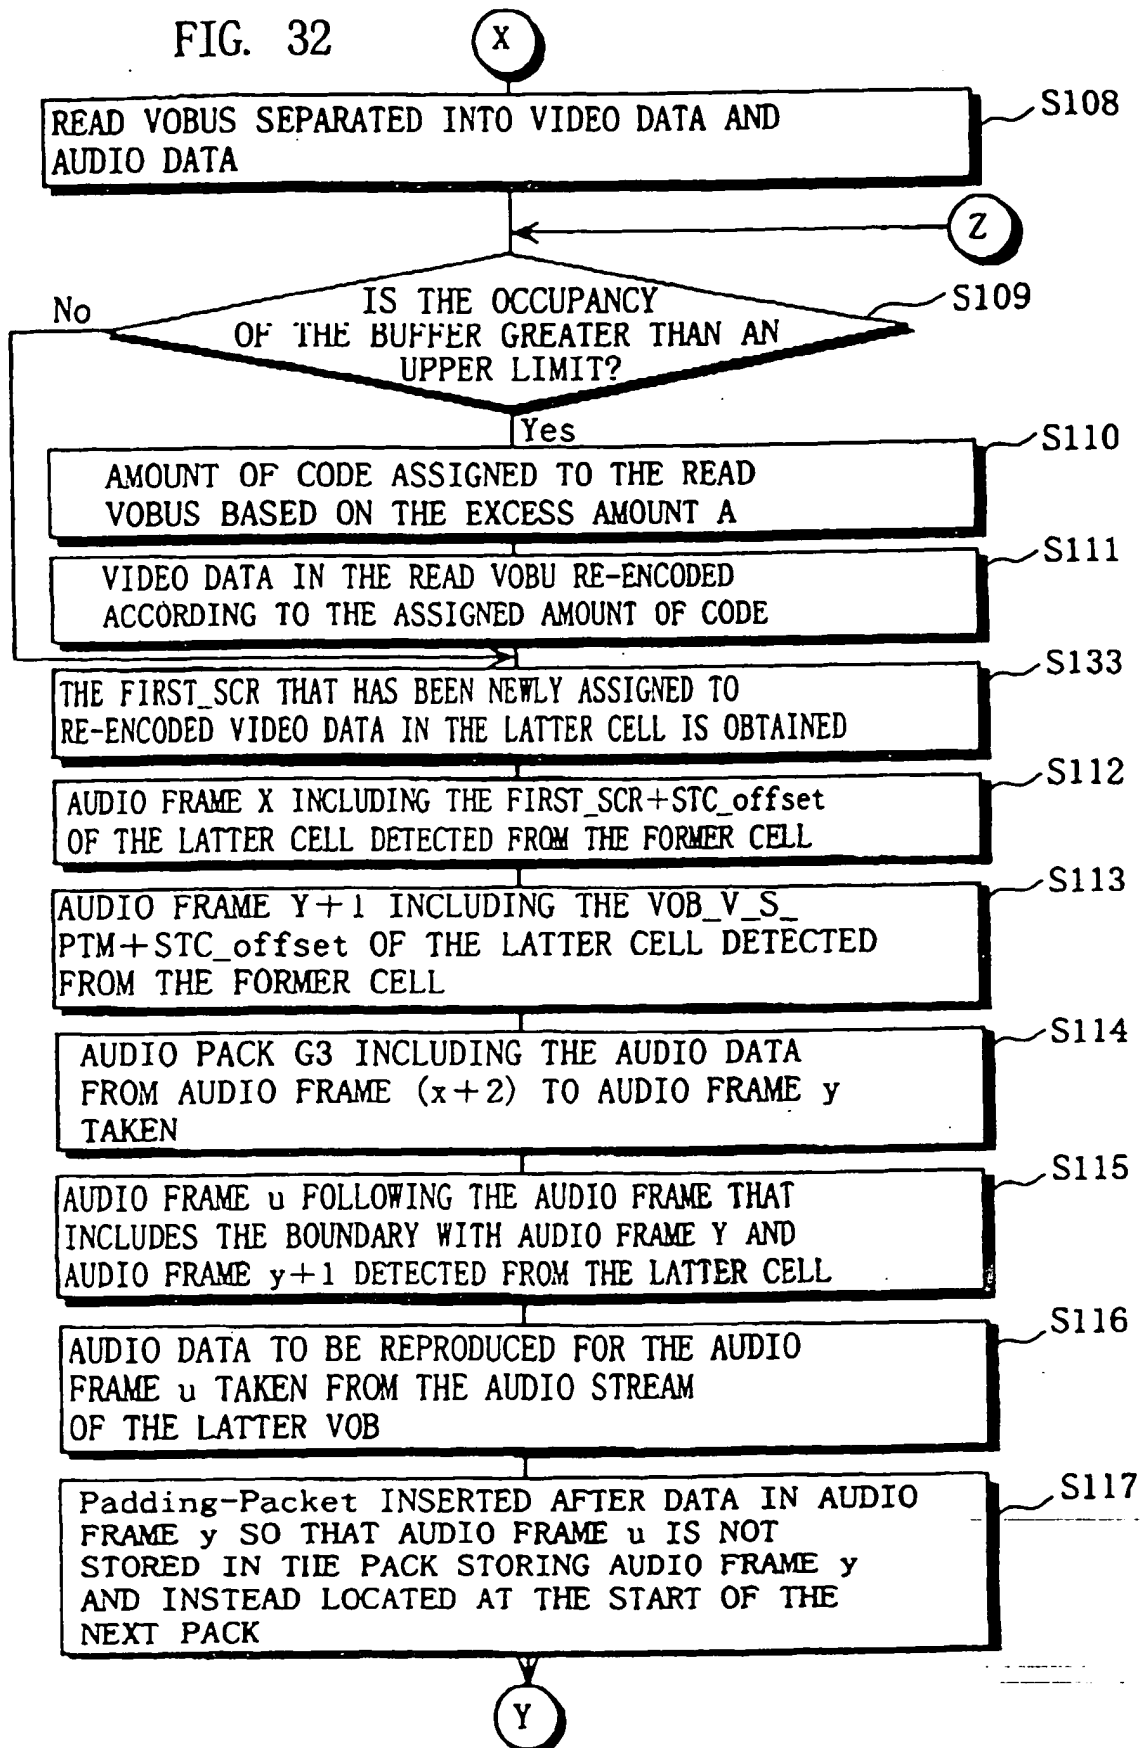 FIG. 32
X
READ VOBUS SEPARATED INTO VIDEO DATA AND
AUDIO DATA
S108
Z
IS THE OCCUPANCY
OF THE BUFFER GREATER THAN AN
UPPER LIMIT?
S109
No
Yes
AMOUNT OF CODE ASSIGNED TO THE READ
VOBUS BASED ON THE EXCESS AMOUNT A
S110
VIDEO DATA IN THE READ VOBU RE-ENCODED
ACCORDING TO THE ASSIGNED AMOUNT OF CODE
S111
THE FIRST_SCR THAT HAS BEEN NEWLY ASSIGNED TO
RE-ENCODED VIDEO DATA IN THE LATTER CELL IS OBTAINED
S133
AUDIO FRAME X INCLUDING THE FIRST_SCR+STC_offset
OF THE LATTER CELL DETECTED FROM THE FORMER CELL
S112
AUDIO FRAME Y+1 INCLUDING THE VOB_V_S_
PTM+STC_offset OF THE LATTER CELL DETECTED
FROM THE FORMER CELL
S113
AUDIO PACK G3 INCLUDING THE AUDIO DATA
FROM AUDIO FRAME (x+2) TO AUDIO FRAME y
TAKEN
S114
AUDIO FRAME u FOLLOWING THE AUDIO FRAME THAT
INCLUDES THE BOUNDARY WITH AUDIO FRAME Y AND
AUDIO FRAME y+1 DETECTED FROM THE LATTER CELL
S115
AUDIO DATA TO BE REPRODUCED FOR THE AUDIO
FRAME u TAKEN FROM THE AUDIO STREAM
OF THE LATTER VOB
S116
Padding-Packet INSERTED AFTER DATA IN AUDIO
FRAME y SO THAT AUDIO FRAME u IS NOT
STORED IN THE PACK STORING AUDIO FRAME y
AND INSTEAD LOCATED AT THE START OF THE
NEXT PACK
S117
Y